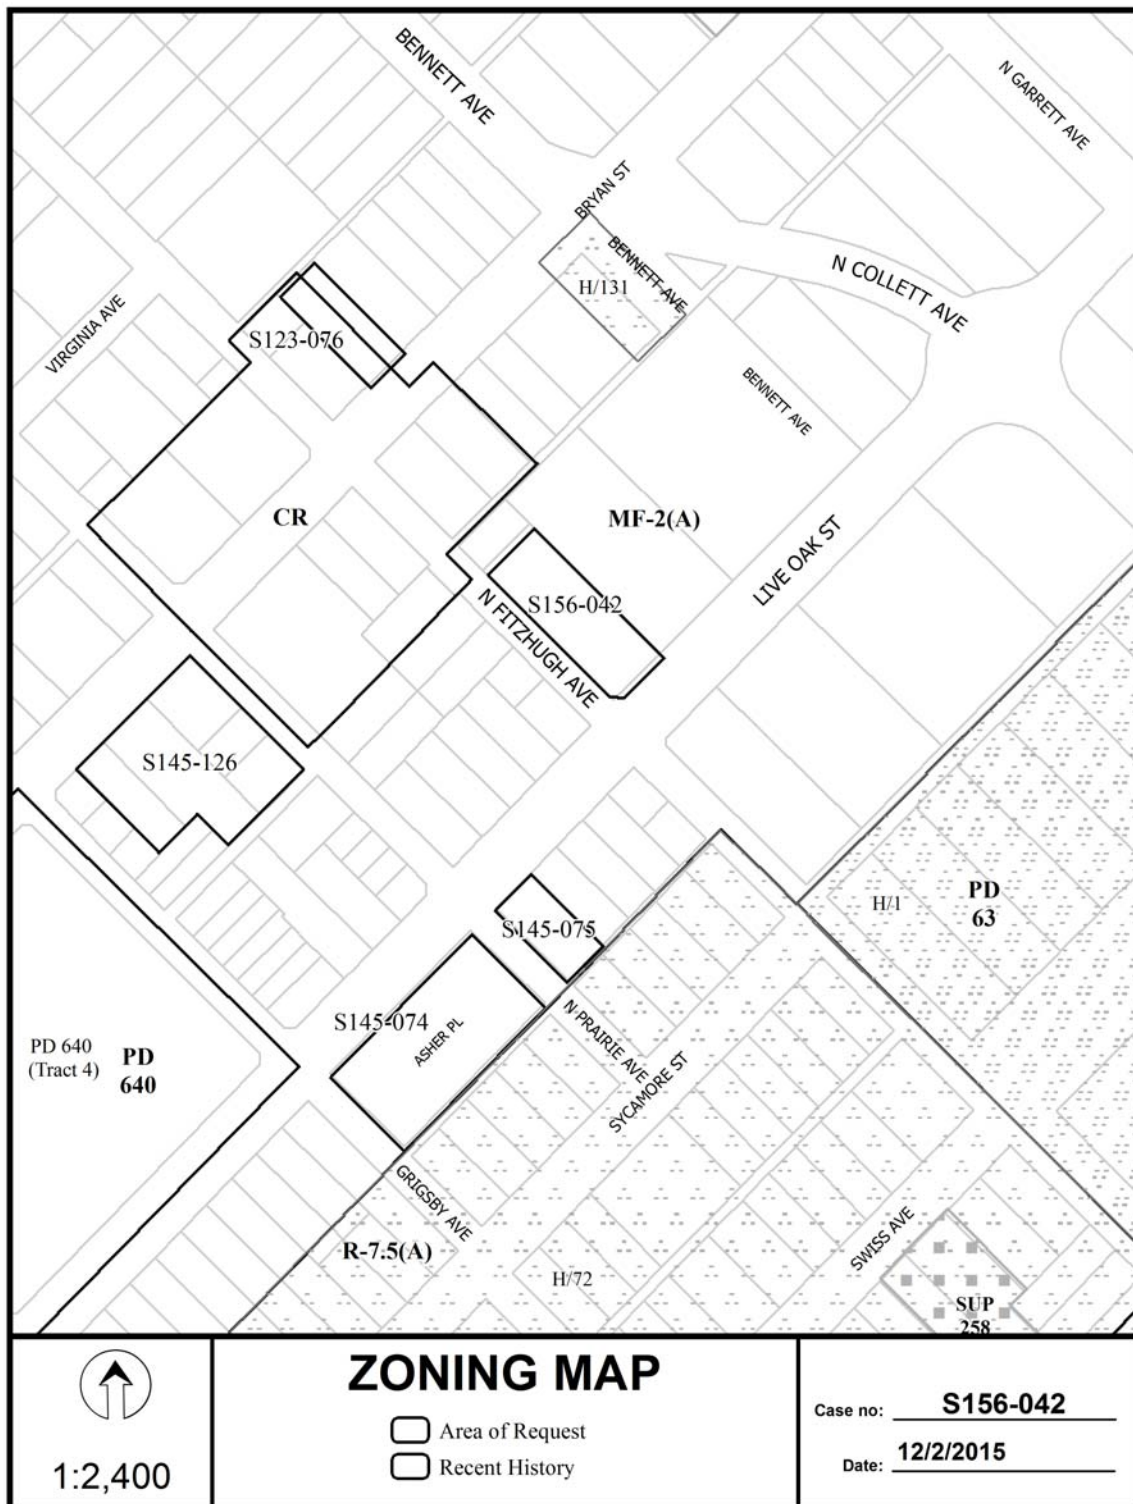 BENNETT AVE
N GARRETT AVE
BRYAN ST
BENNETT AVE
H/131
N COLLETT AVE
VIRGINIA AVE
S123-076
BENNETT AVE
CR
MF-2(A)
LIVE OAK ST
S156-042
N FITZHUGH AVE
S145-126
PD
63
H/1
S145-075
S145-074
ASHER PL
N PRAIRIE AVE
SYCAMORE ST
PD 640
(Tract 4)
PD
640
GRIGSBY AVE
R-7.5(A)
H/72
SWISS AVE
SUP
258
1:2,400
ZONING MAP
Area of Request
Recent History
Case no: S156-042
Date: 12/2/2015